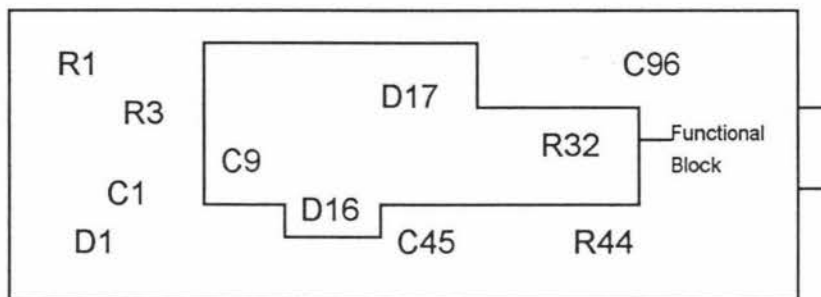 R1
C96
D17
R3
Functional
Block
R32
C9
C1
D16
D1
C45
R44